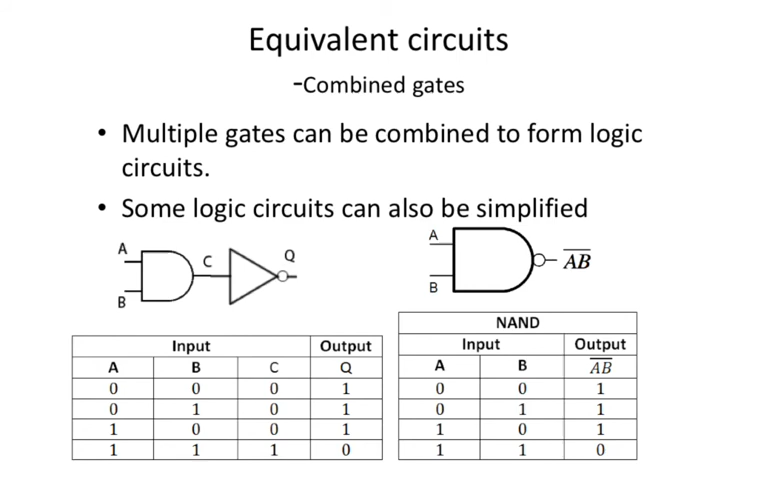 Equivalent circuits
-Combined gates
• Multiple gates can be combined to form logic
circuits.
• Some logic circuits can also be simplified
A
B
C
Q
A
B
\overline{AB}
Input Output
A B C Q
0 0 0 1
0 1 0 1
1 0 0 1
1 1 1 0
NAND
Input Output
A B \overline{AB}
0 0 1
0 1 1
1 0 1
1 1 0